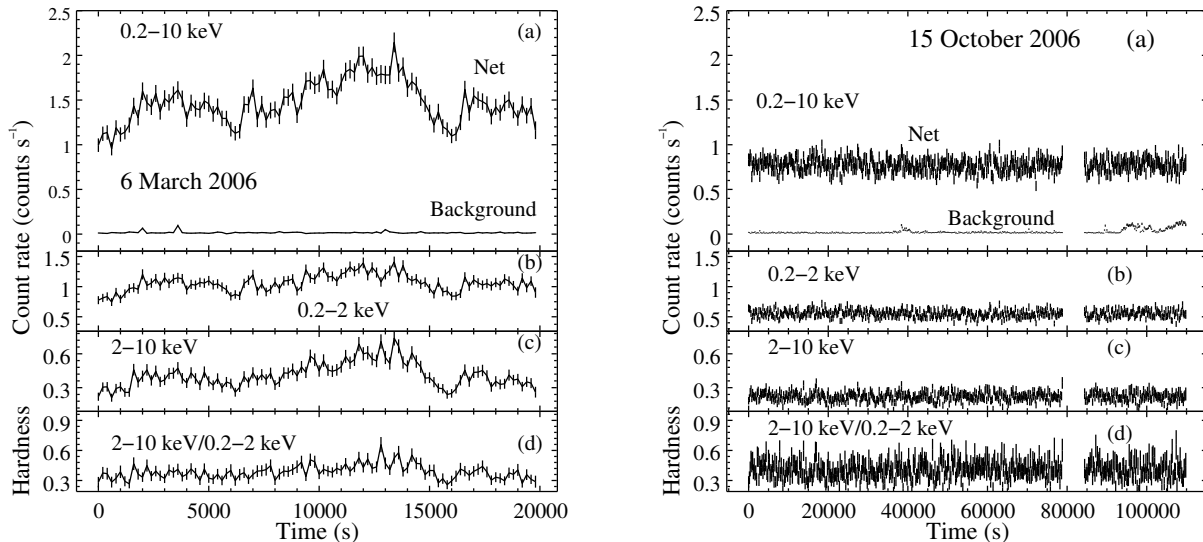 0.2−10 keV
(a)
Net
6 March 2006
Background
2.5
2
1.5
1
0.5
0
Count rate (counts s⁻¹)
(b)
0.2−2 keV
1.5
1
0.5
2−10 keV
(c)
0.6
0.3
2−10 keV/0.2−2 keV
(d)
0.9
0.6
0.3
Hardness
0 5000 10000 15000 20000
Time (s)
15 October 2006 (a)
0.2−10 keV
Net
Background
2.5
2
1.5
1
0.5
0
Count rate (counts s⁻¹)
0.2−2 keV
(b)
1.5
1
0.5
2−10 keV
(c)
0.6
0.3
2−10 keV/0.2−2 keV
(d)
0.9
0.6
0.3
Hardness
0 20000 40000 60000 80000 100000
Time (s)